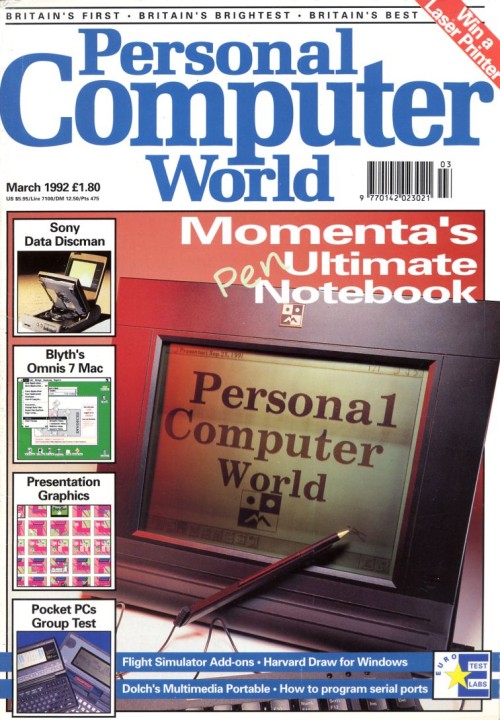 BRITAIN'S FIRST • BRITAIN'S BRIGHTEST • BRITAIN'S BEST
Win a
Laser Printer
Personal
Computer
World
March 1992 £1.80
US $5.95/Lire 7100/DM 12.50/Pts 475
03
9 770142 023021
Momenta's
Pen Ultimate
Notebook
Sony
Data Discman
Blyth's
Omnis 7 Mac
Presentation
Graphics
Pocket PCs
Group Test
Personal
Computer
World
Flight Simulator Add-ons • Harvard Draw for Windows
Dolch's Multimedia Portable • How to program serial ports
EURO
TEST
LABS